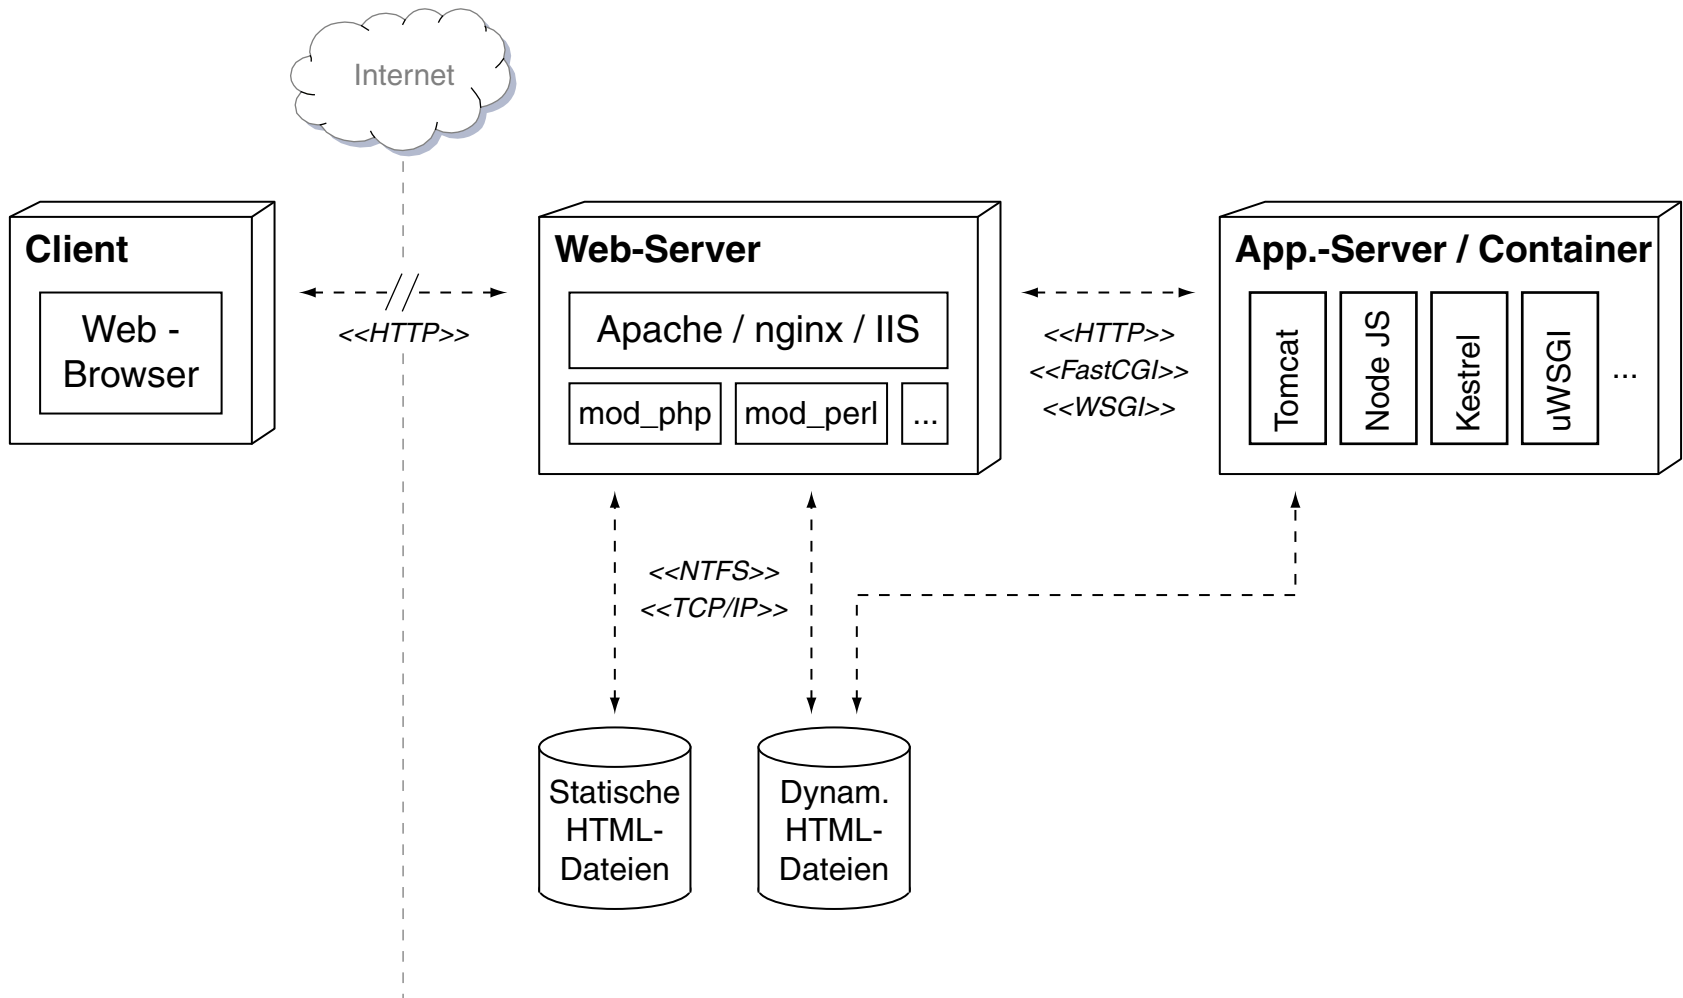 Internet
Client
Web -
Browser
<<HTTP>>
Web-Server
Apache / nginx / IIS
mod_php
mod_perl
...
<<HTTP>>
<<FastCGI>>
<<WSGI>>
App.-Server / Container
Tomcat
Node JS
Kestrel
uWSGI
...
<<NTFS>>
<<TCP/IP>>
Statische
HTML-
Dateien
Dynam.
HTML-
Dateien